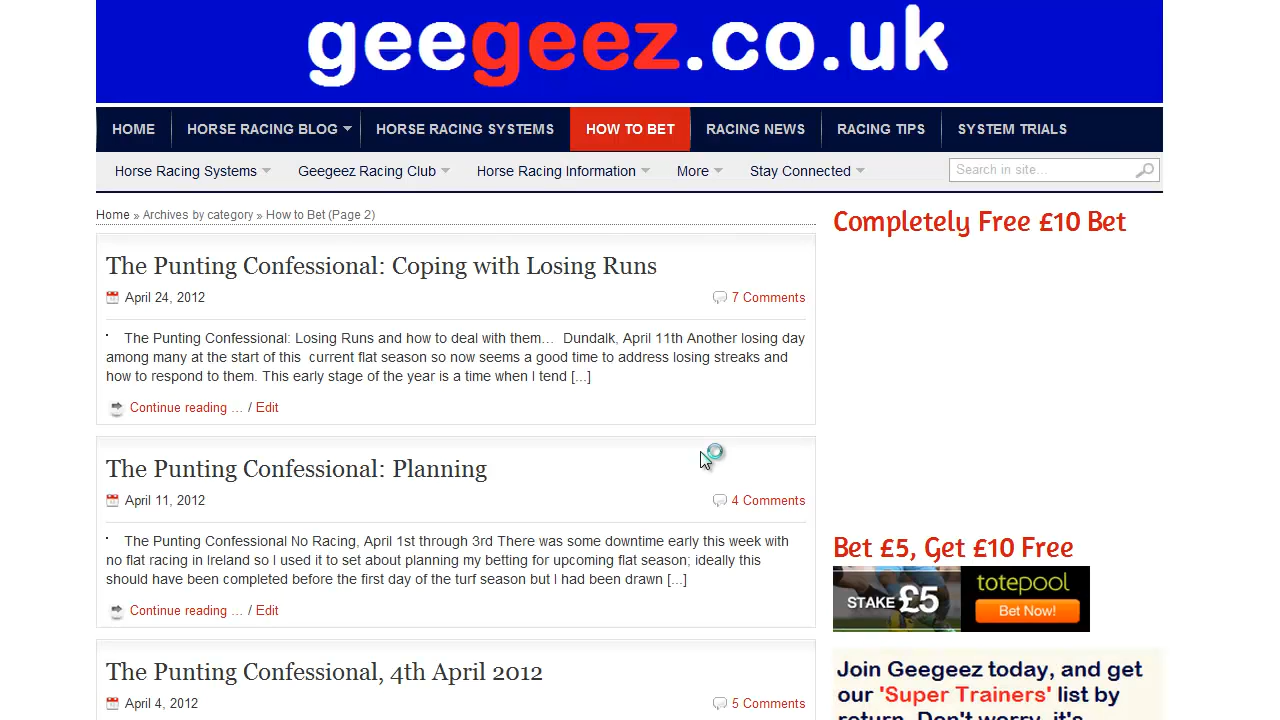 geegeez.co.uk
HOME HORSE RACING BLOG HORSE RACING SYSTEMS HOW TO BET RACING NEWS RACING TIPS SYSTEM TRIALS
Horse Racing Systems Geegeez Racing Club Horse Racing Information More Stay Connected Search in site...
Home » Archives by category » How to Bet (Page 2)
The Punting Confessional: Coping with Losing Runs
April 24, 2012 7 Comments
The Punting Confessional: Losing Runs and how to deal with them… Dundalk, April 11th Another losing day
among many at the start of this current flat season so now seems a good time to address losing streaks and
how to respond to them. This early stage of the year is a time when I tend [...]
Continue reading ... / Edit
The Punting Confessional: Planning
April 11, 2012 4 Comments
The Punting Confessional No Racing, April 1st through 3rd There was some downtime early this week with
no flat racing in Ireland so I used it to set about planning my betting for upcoming flat season; ideally this
should have been completed before the first day of the turf season but I had been drawn [...]
Continue reading ... / Edit
The Punting Confessional, 4th April 2012
April 4, 2012 5 Comments
Completely Free £10 Bet
Bet £5, Get £10 Free
STAKE £5 totepool
Bet Now!
Join Geegeez today, and get
our 'Super Trainers' list by
return. Don't worry, it's